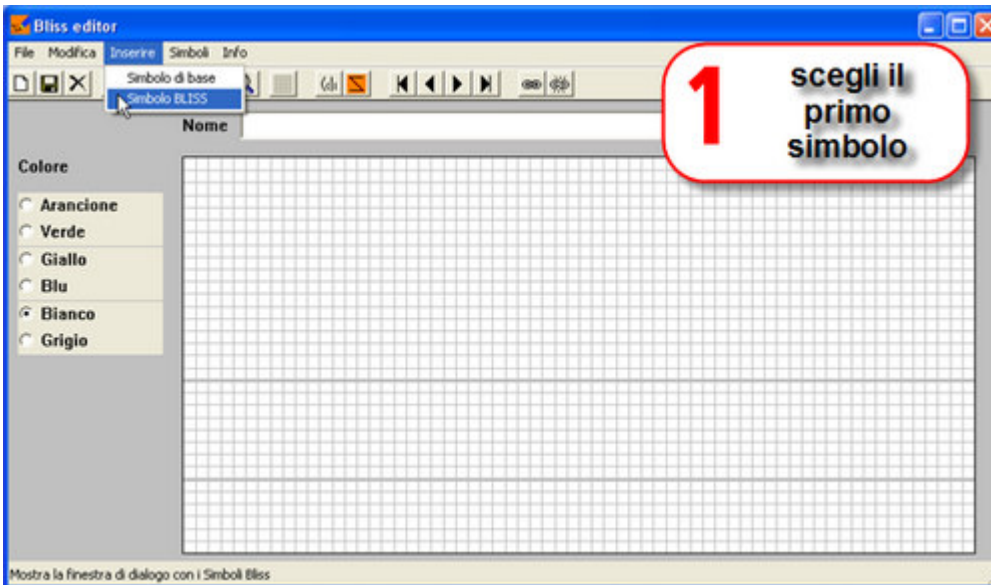 Bliss editor
File Modifica Inserire Simboli Info
Simbolo di base
Simbolo BLISS
Nome
1
scegli il
primo
simbolo
Colore
Arancione
Verde
Giallo
Blu
Bianco
Grigio
Mostra la finestra di dialogo con i Simboli Bliss